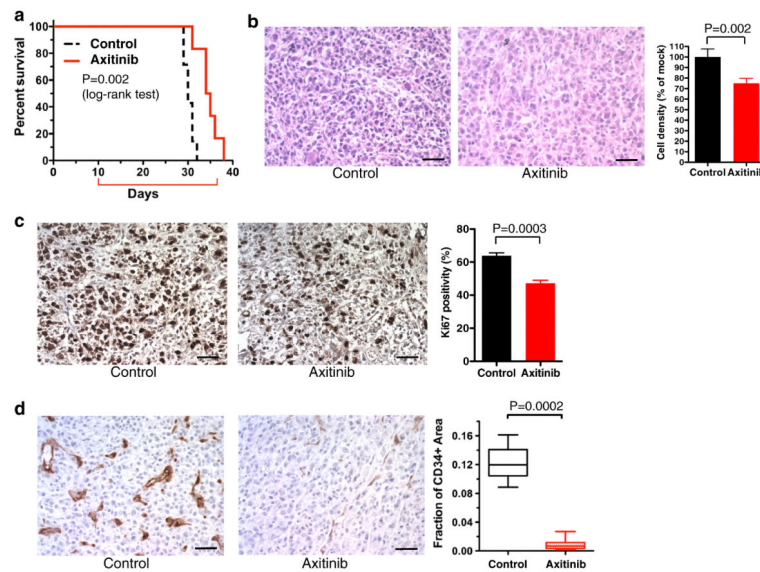 a
Control
Axitinib
P=0.002
(log-rank test)
Percent survival
100
80
60
40
20
0
0 10 20 30 40
Days
b
Control
Axitinib
P=0.002
Cell density (% of mock)
110
100
90
80
70
60
50
40
30
20
10
0
Control Axitinib
c
Control
Axitinib
P=0.0003
Ki67 positivity (%)
80
60
40
20
0
Control Axitinib
d
Control
Axitinib
P=0.0002
Fraction of CD34+ Area
0.16
0.12
0.08
0.04
0.00
Control Axitinib